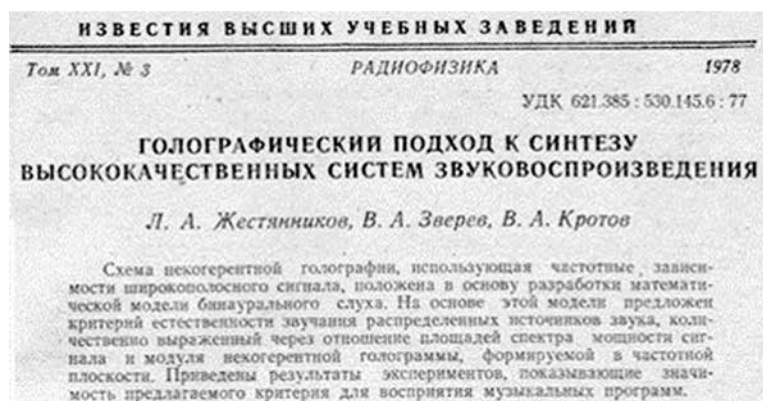 ИЗВЕСТИЯ ВЫСШИХ УЧЕБНЫХ ЗАВЕДЕНИЙ
Том XXI, № 3 РАДИОФИЗИКА 1978
УДК 621.385 : 530.145.6 : 77
ГОЛОГРАФИЧЕСКИЙ ПОДХОД К СИНТЕЗУ
ВЫСОКОКАЧЕСТВЕННЫХ СИСТЕМ ЗВУКОВОСПРОИЗВЕДЕНИЯ
Л. А. Жестянников, В. А. Зверев, В. А. Кротов
Схема некогерентной голографии, использующая частотные зависи-
мости широкополосного сигнала, положена в основу разработки математи-
ческой модели бинаурального слуха. На основе этой модели предложен
критерий естественности звучания распределенных источников звука, коли-
чественно выраженный через отношение площадей спектра мощности сиг-
нала и модуля некогерентной голограммы, формируемой в частотной
плоскости. Приведены результаты экспериментов, показывающие значи-
мость предлагаемого критерия для восприятия музыкальных программ.